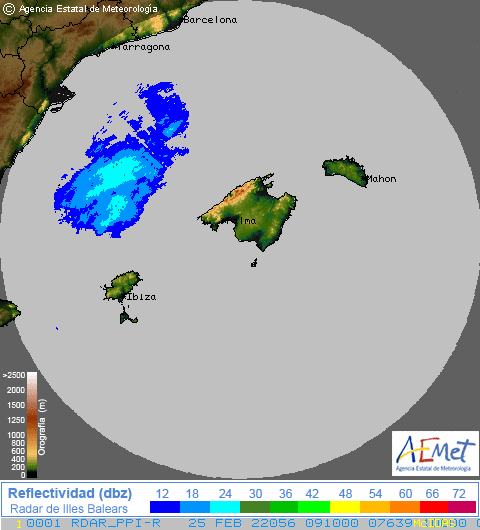 © Agencia Estatal de Meteorología
Barcelona
Tarragona
Mahon
lma
Ibiza
>2500
2000
1500
1000
800
600
400
200
0
Orografía (m)
AEMet
Agencia Estatal de Meteorología
Reflectividad (dbz)
Radar de Illes Balears
12 18 24 30 36 42 48 54 60 66 72
1 0001 RDAR_PPI-R 25 FEB 22056 091000 07639